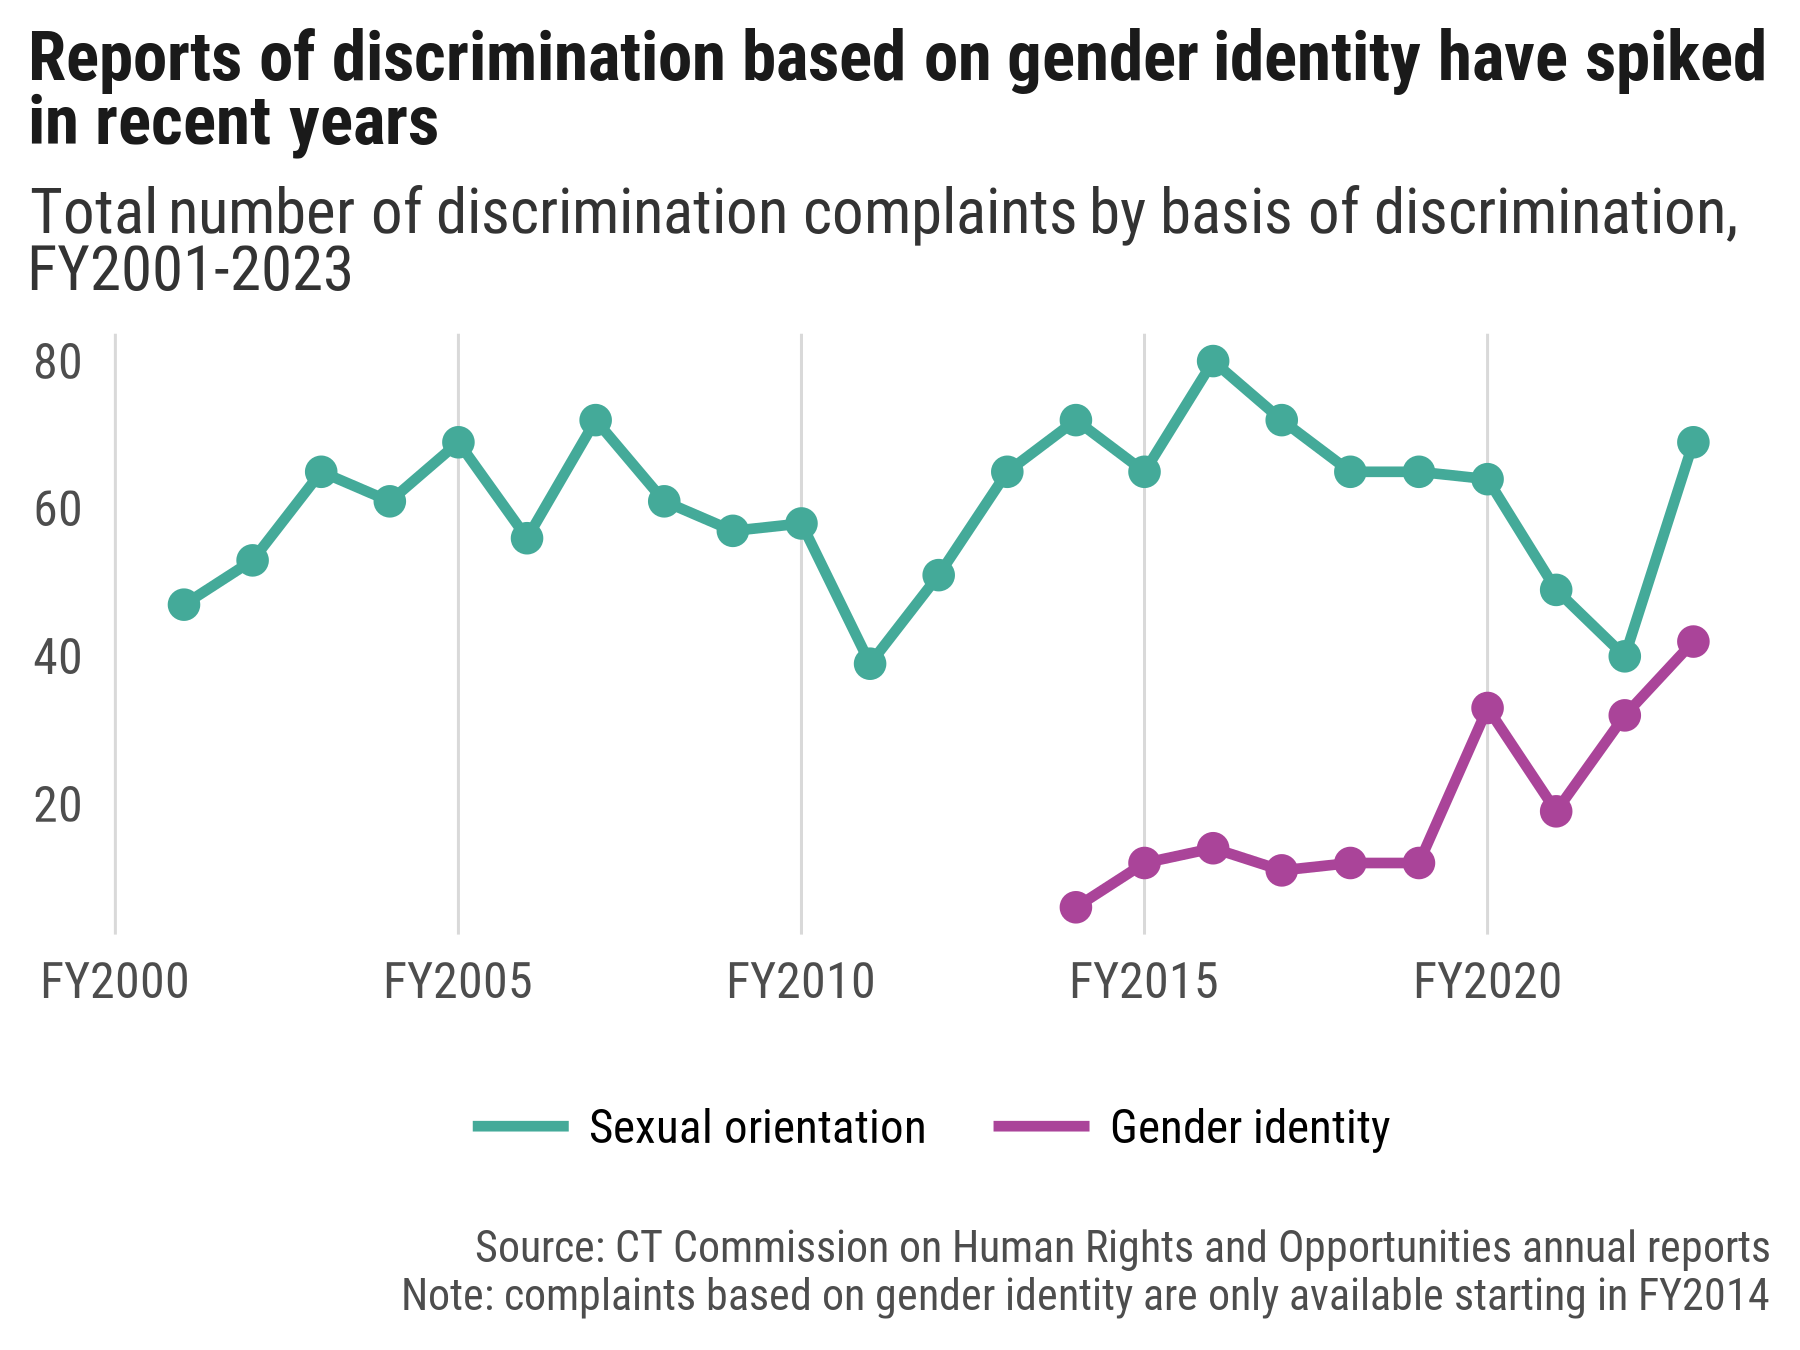 Reports of discrimination based on gender identity have spiked
in recent years
Total number of discrimination complaints by basis of discrimination,
FY2001-2023
80
60
40
20
FY2000 FY2005 FY2010 FY2015 FY2020
Sexual orientation Gender identity
Source: CT Commission on Human Rights and Opportunities annual reports
Note: complaints based on gender identity are only available starting in FY2014